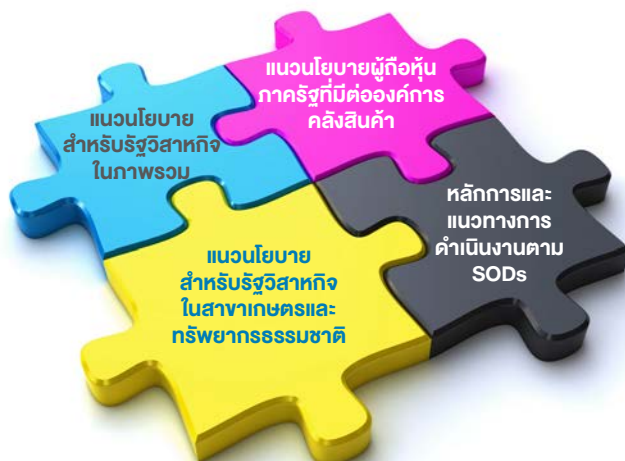 แนวนโยบายผู้ถือหุ้น
ภาครัฐที่มีต่อองค์การ
คลังสินค้า
แนวนโยบาย
สำหรับรัฐวิสาหกิจ
ในภาพรวม
หลักการและ
แนวทางการ
ดำเนินงานตาม
SODs
แนวนโยบาย
สำหรับรัฐวิสาหกิจ
ในสาขาเกษตรและ
ทรัพยากรธรรมชาติ